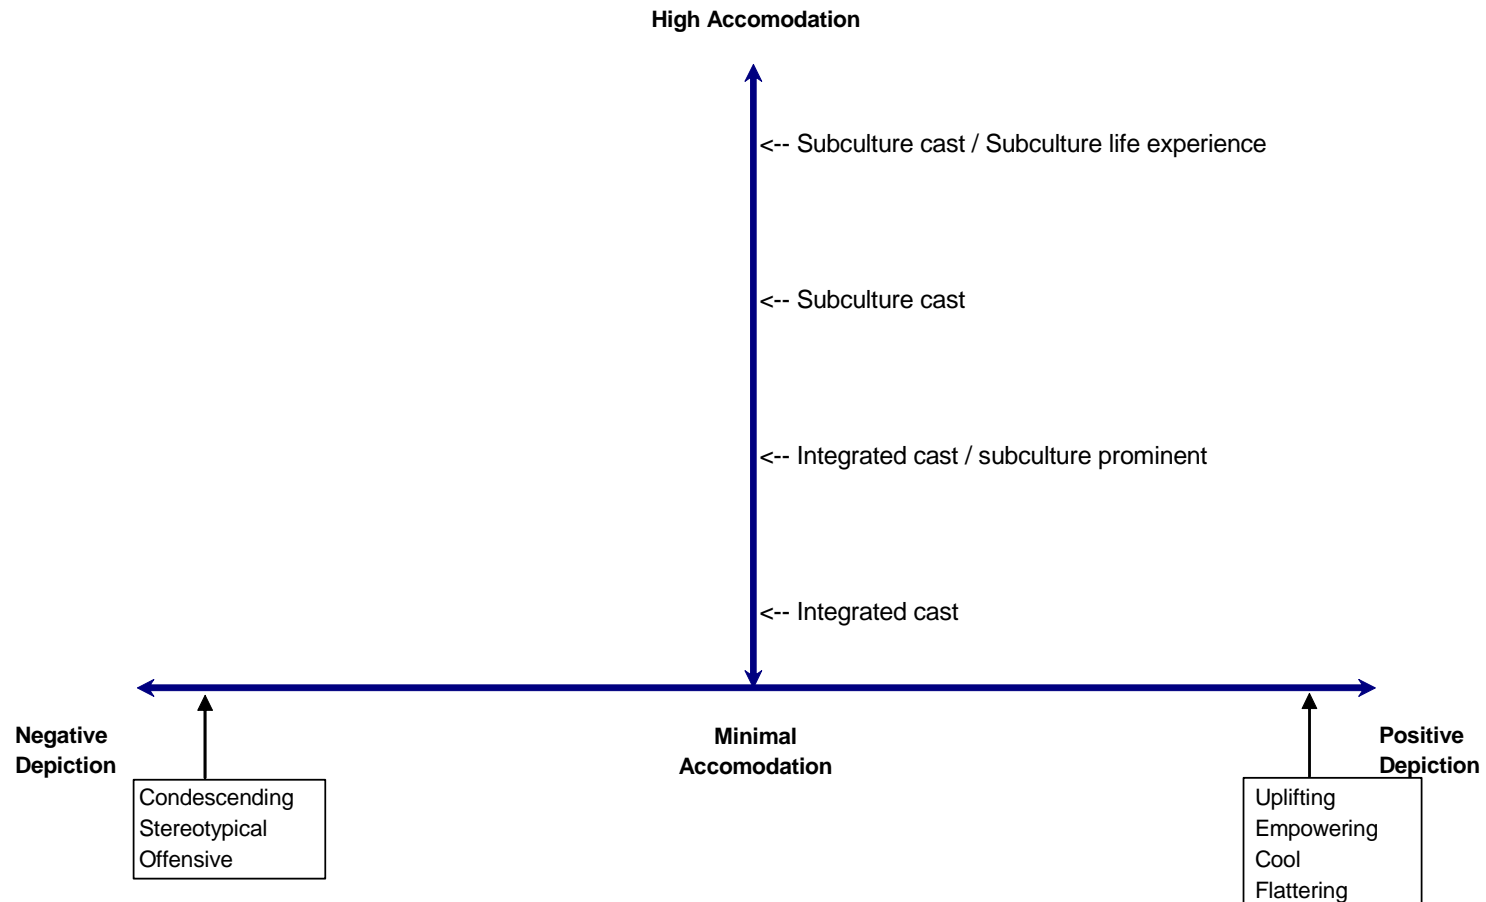 High Accomodation
<-- Subculture cast / Subculture life experience
<-- Subculture cast
<-- Integrated cast / subculture prominent
<-- Integrated cast
Negative
Depiction
Minimal
Accomodation
Positive
Depiction
Condescending
Stereotypical
Offensive
Uplifting
Empowering
Cool
Flattering